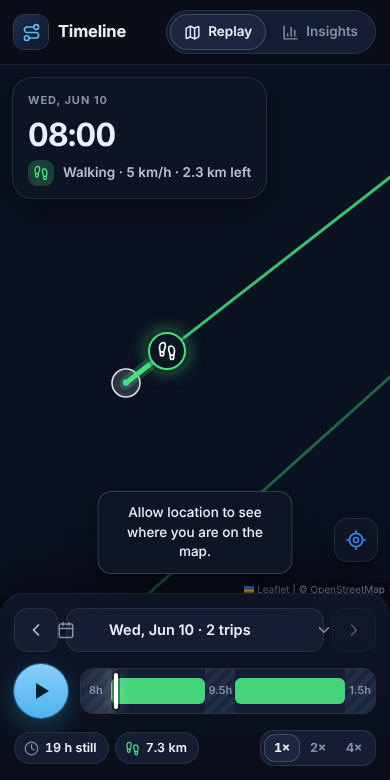 Timeline
Replay
Insights
WED, JUN 10
08:00
Walking · 5 km/h · 2.3 km left
Allow location to see
where you are on the
map.
Leaflet | © OpenStreetMap
Wed, Jun 10 · 2 trips
8h
9.5h
1.5h
19 h still
7.3 km
1×
2×
4×